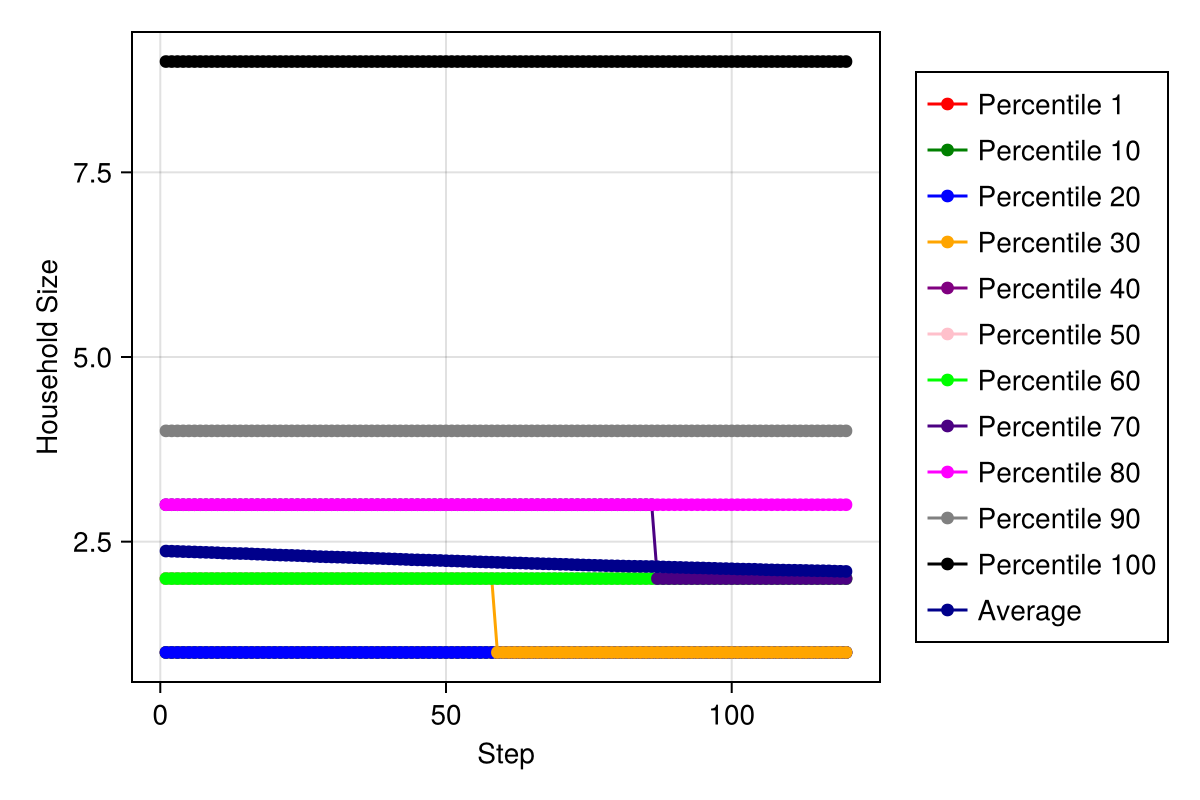 7.5
5.0
2.5
Household Size
0
50
100
Step
Percentile 1
Percentile 10
Percentile 20
Percentile 30
Percentile 40
Percentile 50
Percentile 60
Percentile 70
Percentile 80
Percentile 90
Percentile 100
Average